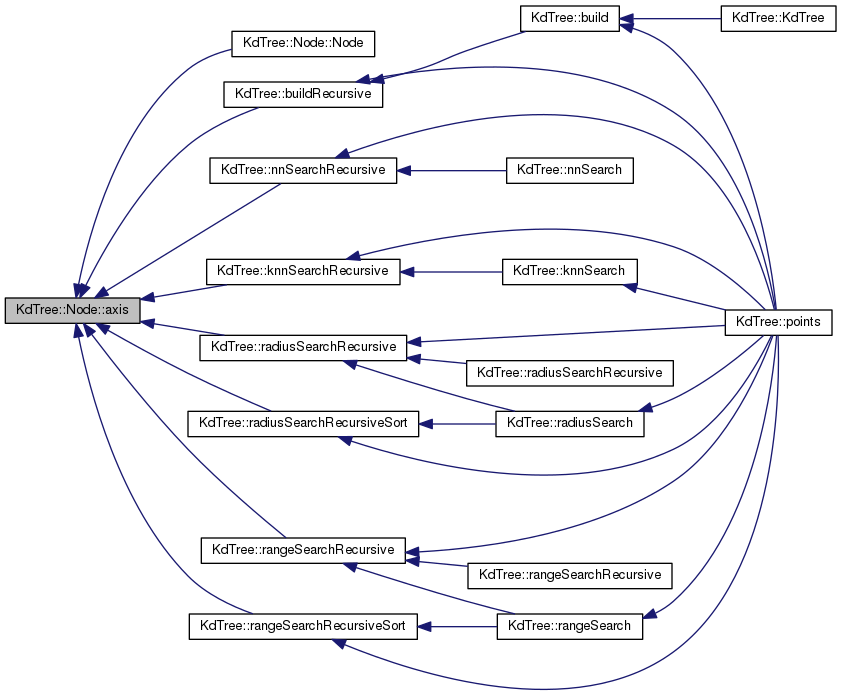 KdTree::build
KdTree::KdTree
KdTree::Node::Node
KdTree::buildRecursive
KdTree::nnSearchRecursive
KdTree::nnSearch
KdTree::knnSearchRecursive
KdTree::knnSearch
KdTree::Node::axis
KdTree::points
KdTree::radiusSearchRecursive
KdTree::radiusSearchRecursive
KdTree::radiusSearchRecursiveSort
KdTree::radiusSearch
KdTree::rangeSearchRecursive
KdTree::rangeSearchRecursive
KdTree::rangeSearchRecursiveSort
KdTree::rangeSearch